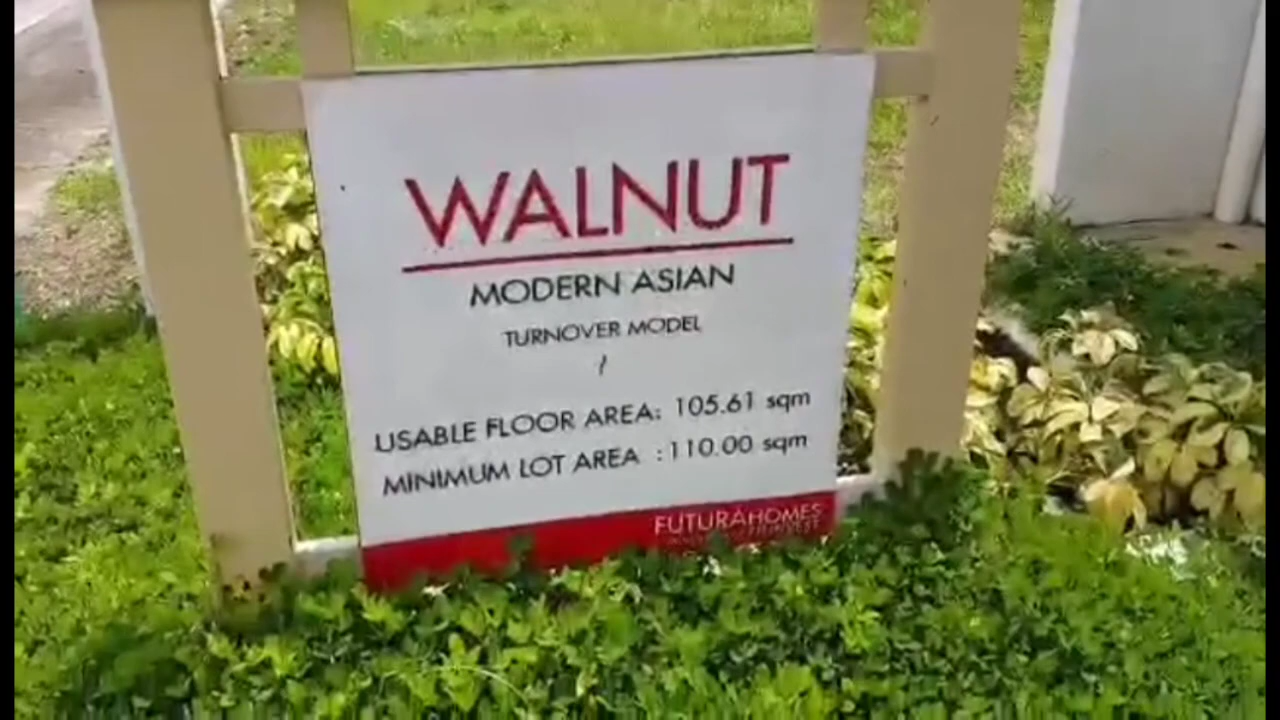 WALNUT
MODERN ASIAN
TURNOVER MODEL
USABLE FLOOR AREA: 105.61 sqm
MINIMUM LOT AREA : 110.00 sqm
FUTURAHOMES